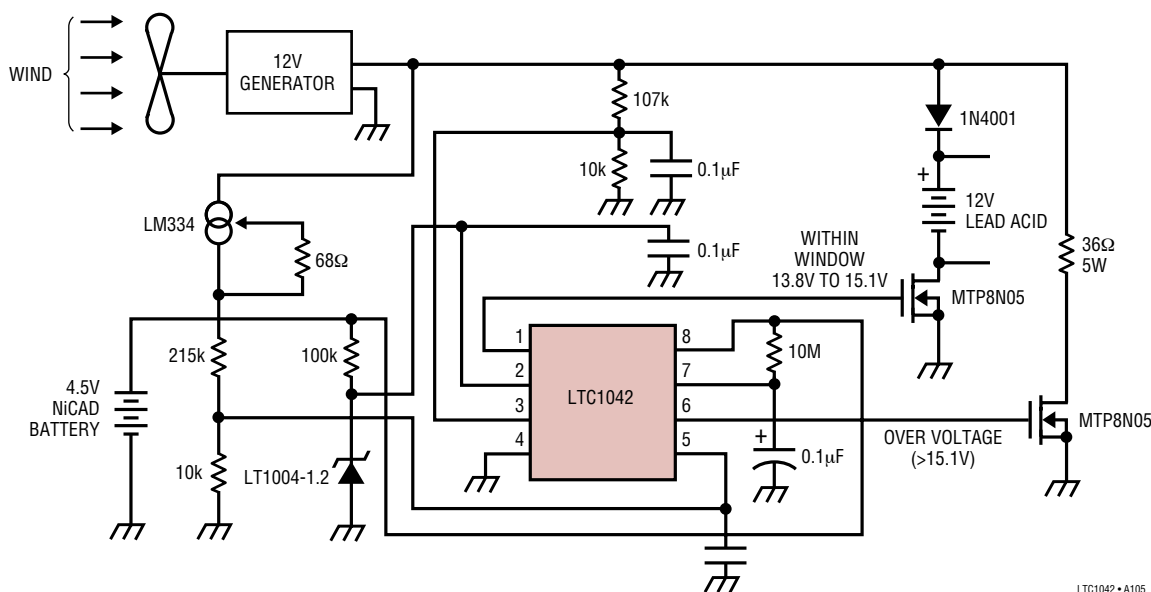 WIND
12V
GENERATOR
107k
10k
0.1µF
1N4001
+
12V
LEAD ACID
36Ω
5W
LM334
68Ω
0.1µF
WITHIN
WINDOW
13.8V TO 15.1V
MTP8N05
215k
100k
4.5V
NiCAD
BATTERY
10k
LT1004-1.2
1
2
3
4
LTC1042
8
7
6
5
10M
+
0.1µF
OVER VOLTAGE
(>15.1V)
MTP8N05
LTC1042 • A105